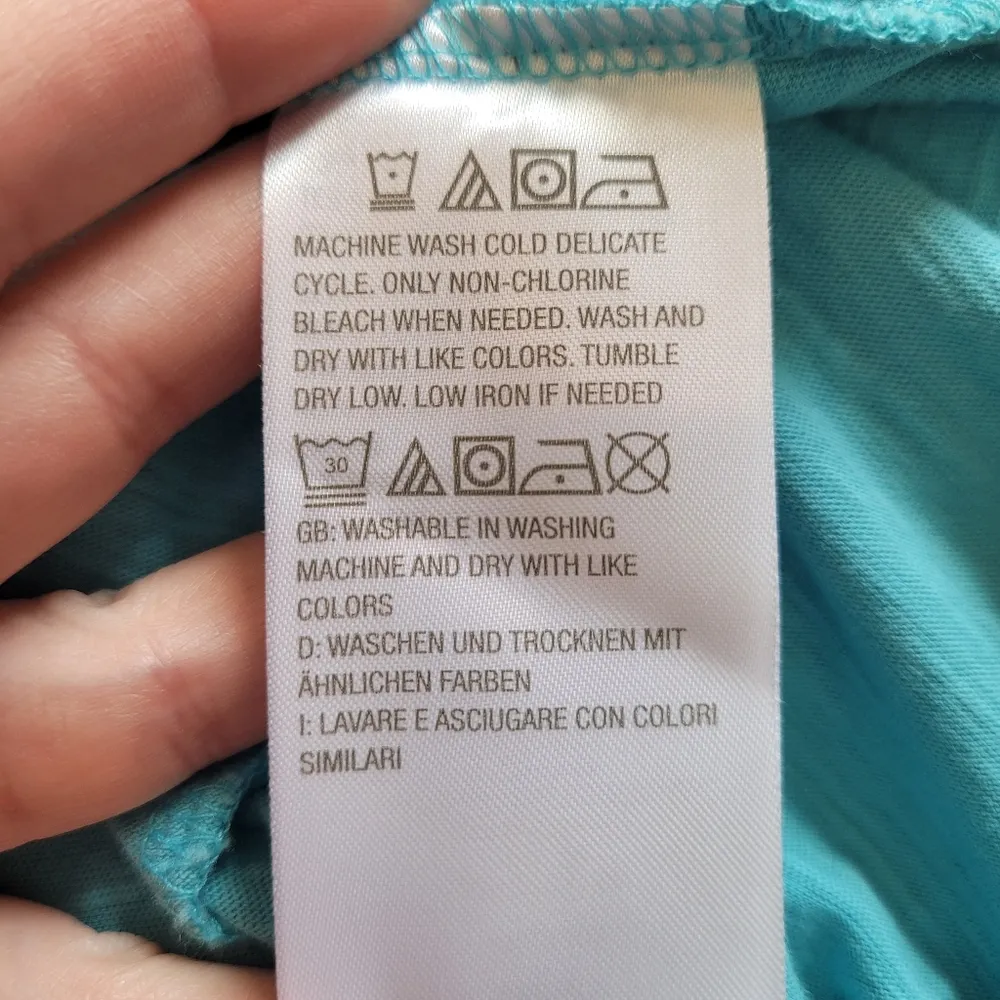 MACHINE WASH COLD DELICATE
CYCLE. ONLY NON-CHLORINE
BLEACH WHEN NEEDED. WASH AND
DRY WITH LIKE COLORS. TUMBLE
DRY LOW. LOW IRON IF NEEDED
30
GB: WASHABLE IN WASHING
MACHINE AND DRY WITH LIKE
COLORS
D: WASCHEN UND TROCKNEN MIT
ÄHNLICHEN FARBEN
I: LAVARE E ASCIUGARE CON COLORI
SIMILARI